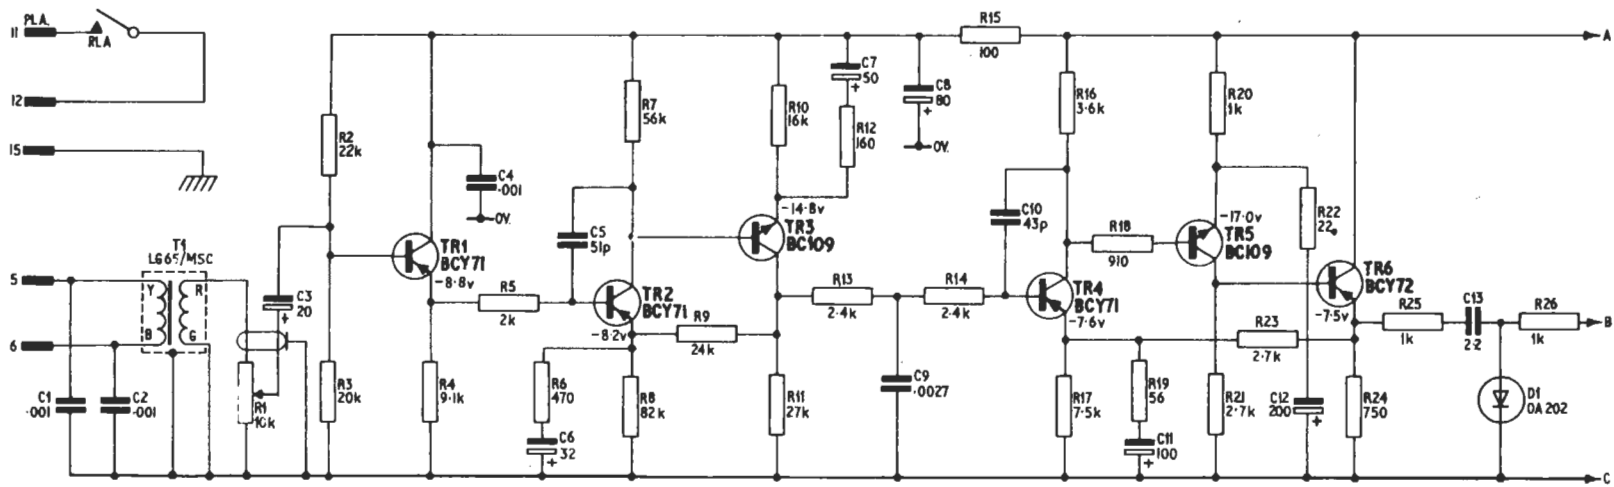 PLA.
11
RLA
12
15
T1
LG65/MSC
5
6
Y
B
R
G
C1
.001
C2
.001
R1
10k
C3
20
R2
22k
R3
20k
TR1
BCY71
-8.8v
R4
9.1k
C4
.001
0V.
R5
2k
C5
51p
R6
470
C6
32
R7
56k
TR2
BCY71
-8.2v
R8
82k
R9
24k
R10
16k
-14.8v
TR3
BC109
R11
27k
C7
50
R12
160
C8
80
0V.
R15
100
R13
2.4k
R14
2.4k
C9
.0027
C10
43p
R16
3.6k
TR4
BCY71
-7.6v
R17
7.5k
R18
910
R19
56
C11
100
R20
1k
-17.0v
TR5
BC109
R21
2.7k
R22
22
C12
200
R23
2.7k
TR6
BCY72
-7.5v
R24
750
R25
1k
C13
2.2
R26
1k
D1
OA202
A
B
C